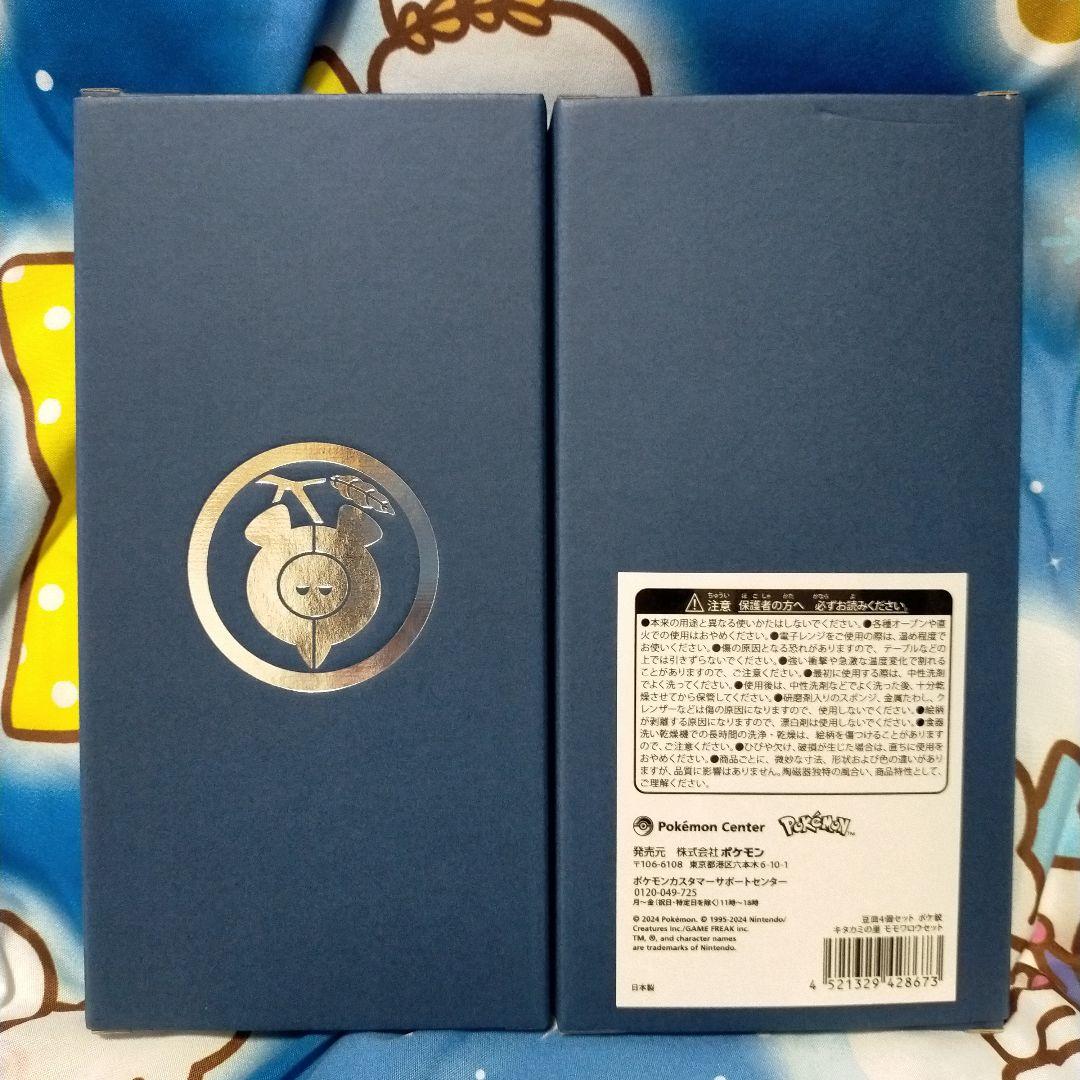 ちゅうい ほごしゃ かた かなら よ
注意 保護者の方へ 必ずお読みください。
●本来の用途と異なる使いかたはしないでください。●各種オーブンや直
火での使用はおやめください。●電子レンジをご使用の際は、温め程度で
お使いください。●傷の原因となる恐れがありますので、テーブルなどの
上では引きずらないでください。●強い衝撃や急激な温度変化で割れる
ことがありますので、ご注意ください。●最初に使用する際は、中性洗剤
でよく洗ってください。●使用後は、中性洗剤などでよく洗った後、十分乾
燥させてから保管してください。●研磨剤入りのスポンジ、金属たわし、ク
レンザーなどは傷の原因になりますので、使用しないでください。●絵柄
が剥離する原因になりますので、漂白剤は使用しないでください。●食器
洗い乾燥機での長時間の洗浄・乾燥は、絵柄を傷つけることがあります
ので、ご注意ください。●ひびや欠け、破損が生じた場合は、直ちに使用を
おやめください。●商品ごとに、微妙な寸法、形状および色の違いがあり
ますが、品質に影響はありません。陶磁器独特の風合い、商品特性として、
ご理解ください。
Pokémon Center POKéMON™
発売元 株式会社ポケモン
〒106-6108 東京都港区六本木6-10-1
ポケモンカスタマーサポートセンター
0120-049-725
月～金(祝日・特定日を除く)11時～18時
© 2024 Pokémon. © 1995-2024 Nintendo/
Creatures Inc./GAME FREAK inc.
TM, ®, and character names
are trademarks of Nintendo.
日本製
豆皿4個セット ポケ紋
キタカミの里 モモワロウセット
4 521329 428673